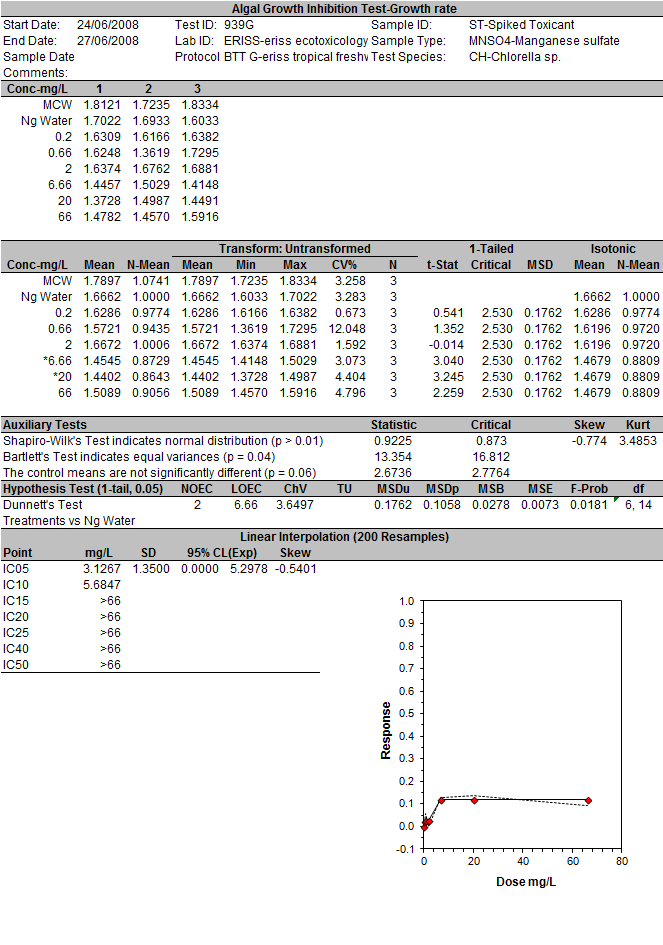 Algal Growth Inhibition Test-Growth rate
Start Date: 24/06/2008 Test ID: 939G Sample ID: ST-Spiked Toxicant
End Date: 27/06/2008 Lab ID: ERISS-eriss ecotoxicology Sample Type: MNSO4-Manganese sulfate
Sample Date Protocol BTT G-eriss tropical freshw Test Species: CH-Chlorella sp.
Comments:
Conc-mg/L 1 2 3
MCW 1.8121 1.7235 1.8334
Ng Water 1.7022 1.6933 1.6033
0.2 1.6309 1.6166 1.6382
0.66 1.6248 1.3619 1.7295
2 1.6374 1.6762 1.6881
6.66 1.4457 1.5029 1.4148
20 1.3728 1.4987 1.4491
66 1.4782 1.4570 1.5916
Transform: Untransformed 1-Tailed Isotonic
Conc-mg/L Mean N-Mean Mean Min Max CV% N t-Stat Critical MSD Mean N-Mean
MCW 1.7897 1.0741 1.7897 1.7235 1.8334 3.258 3
Ng Water 1.6662 1.0000 1.6662 1.6033 1.7022 3.283 3 1.6662 1.0000
0.2 1.6286 0.9774 1.6286 1.6166 1.6382 0.673 3 0.541 2.530 0.1762 1.6286 0.9774
0.66 1.5721 0.9435 1.5721 1.3619 1.7295 12.048 3 1.352 2.530 0.1762 1.6196 0.9720
2 1.6672 1.0006 1.6672 1.6374 1.6881 1.592 3 -0.014 2.530 0.1762 1.6196 0.9720
*6.66 1.4545 0.8729 1.4545 1.4148 1.5029 3.073 3 3.040 2.530 0.1762 1.4679 0.8809
*20 1.4402 0.8643 1.4402 1.3728 1.4987 4.404 3 3.245 2.530 0.1762 1.4679 0.8809
66 1.5089 0.9056 1.5089 1.4570 1.5916 4.796 3 2.259 2.530 0.1762 1.4679 0.8809
Auxiliary Tests Statistic Critical Skew Kurt
Shapiro-Wilk's Test indicates normal distribution (p > 0.01) 0.9225 0.873 -0.774 3.4853
Bartlett's Test indicates equal variances (p = 0.04) 13.354 16.812
The control means are not significantly different (p = 0.06) 2.6736 2.7764
Hypothesis Test (1-tail, 0.05) NOEC LOEC ChV TU MSDu MSDp MSB MSE F-Prob df
Dunnett's Test 2 6.66 3.6497 0.1762 0.1058 0.0278 0.0073 0.0181 6, 14
Treatments vs Ng Water
Linear Interpolation (200 Resamples)
Point mg/L SD 95% CL(Exp) Skew
IC05 3.1267 1.3500 0.0000 5.2978 -0.5401
IC10 5.6847
IC15 >66
IC20 >66
IC25 >66
IC40 >66
IC50 >66
1.0
0.9
0.8
0.7
0.6
0.5
0.4
0.3
0.2
0.1
0.0
-0.1
Response
0 20 40 60 80
Dose mg/L